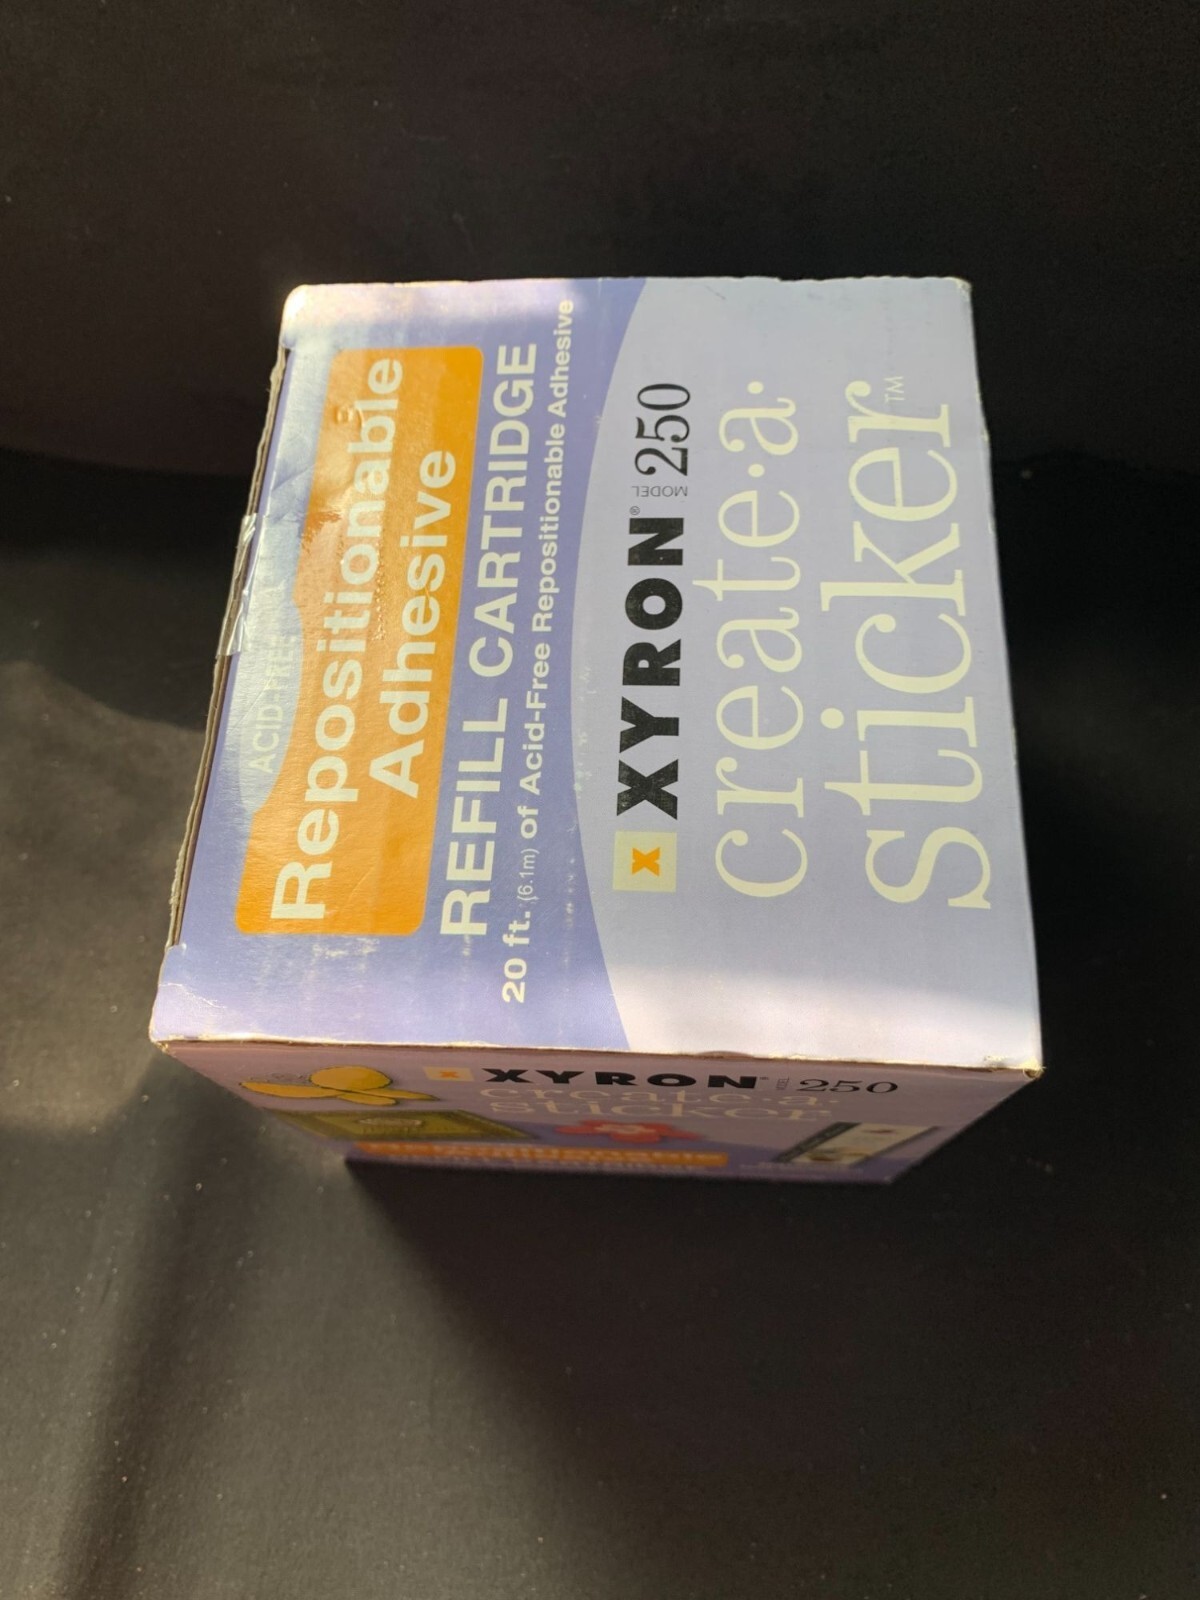 ACID-FREE
Repositionable
Adhesive
REFILL CARTRIDGE
20 ft. (6.1m) of Acid-Free Repositionable Adhesive
X XYRON® MODEL 250
create·a·
sticker™
X XYRON® MODEL 250
create·a·
sticker